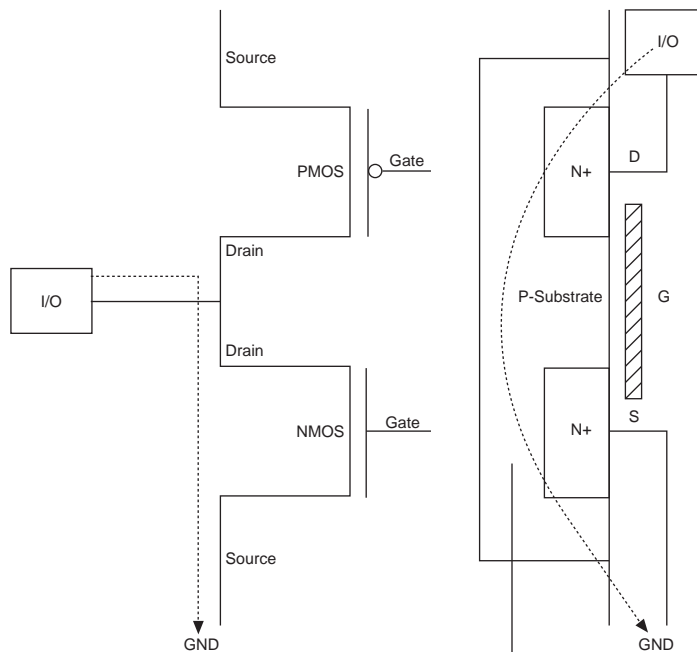 Source
PMOS
Gate
Drain
I/O
Drain
NMOS
Gate
Source
GND
I/O
N+
D
P-Substrate
G
N+
S
GND